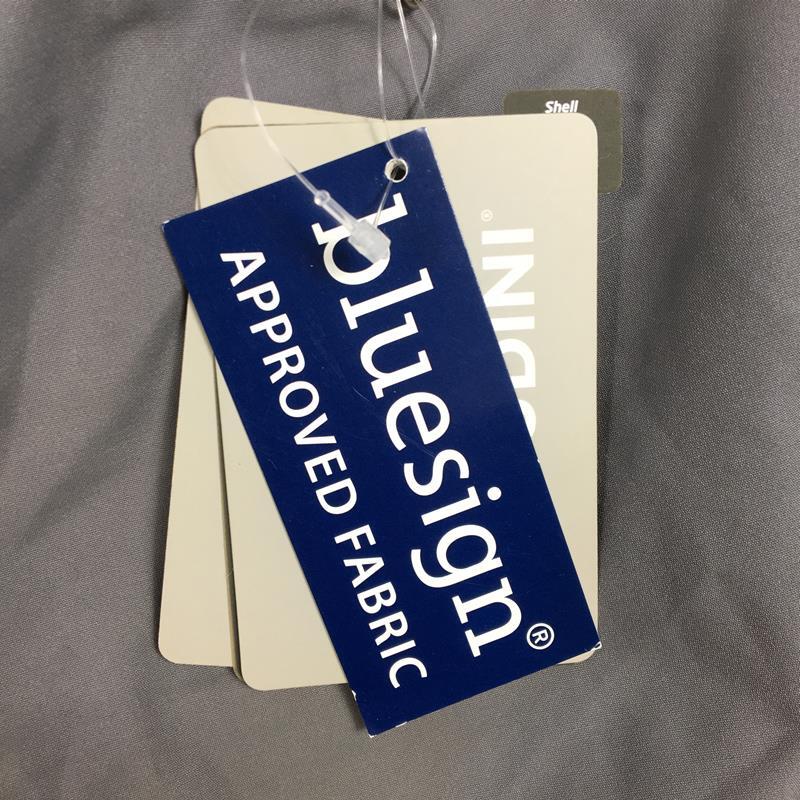 Shell
bluesign®
APPROVED FABRIC
®